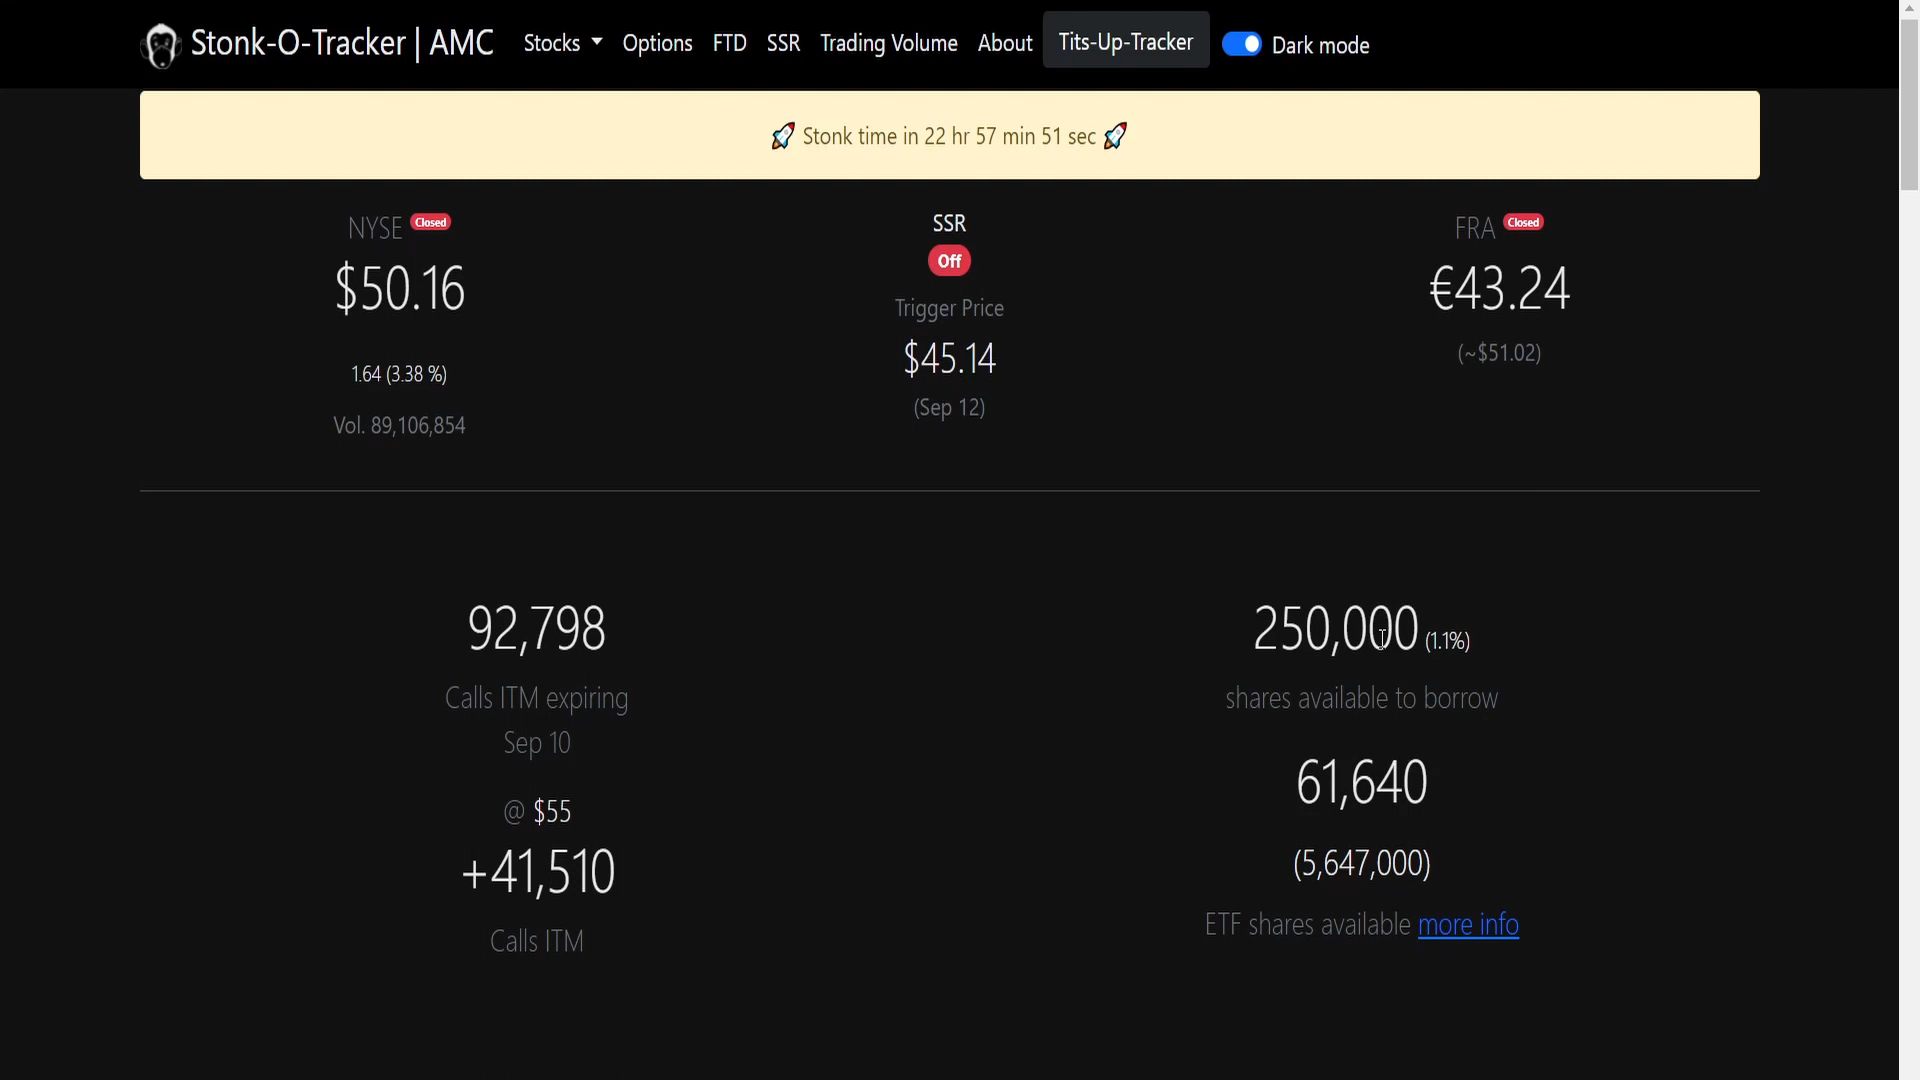 Stonk-O-Tracker | AMC Stocks Options FTD SSR Trading Volume About Tits-Up-Tracker Dark mode
🚀 Stonk time in 22 hr 57 min 51 sec 🚀
NYSE Closed
$50.16
1.64 (3.38 %)
Vol. 89,106,854
SSR
Off
Trigger Price
$45.14
(Sep 12)
FRA Closed
€43.24
(~$51.02)
92,798
Calls ITM expiring
Sep 10
@ $55
+41,510
Calls ITM
250,000 (1.1%)
shares available to borrow
61,640
(5,647,000)
ETF shares available more info